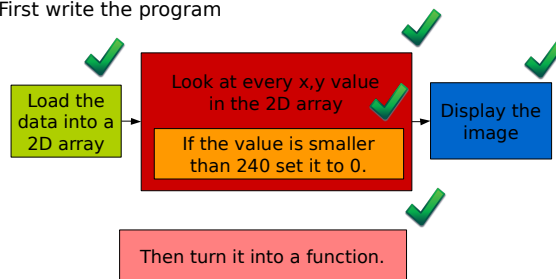 First write the program
Load the
data into a
2D array
Look at every x,y value
in the 2D array
If the value is smaller
than 240 set it to 0.
Display the
image
Then turn it into a function.